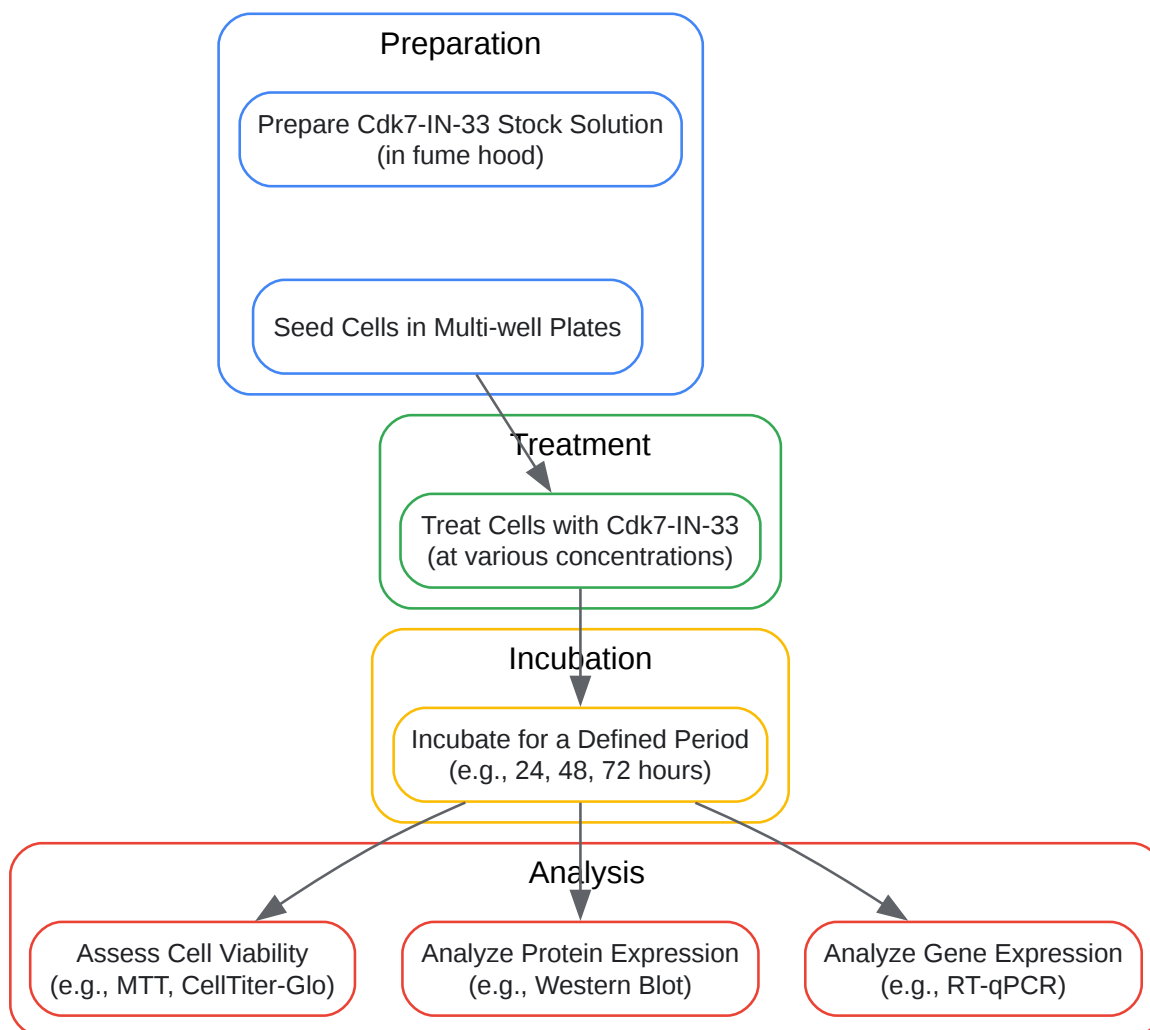 Preparation
Prepare Cdk7-IN-33 Stock Solution
(in fume hood)
Seed Cells in Multi-well Plates
Treatment
Treat Cells with Cdk7-IN-33
(at various concentrations)
Incubation
Incubate for a Defined Period
(e.g., 24, 48, 72 hours)
Analysis
Assess Cell Viability
(e.g., MTT, CellTiter-Glo)
Analyze Protein Expression
(e.g., Western Blot)
Analyze Gene Expression
(e.g., RT-qPCR)